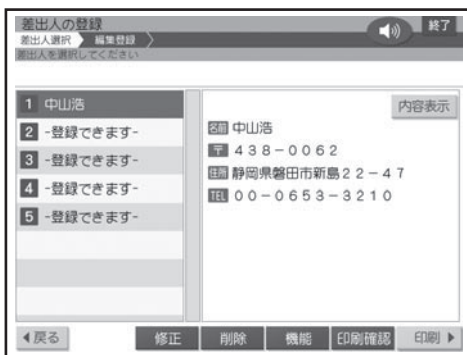 差出人の登録
終了
差出人選択 編集登録
差出人を選択してください
1 中山浩
内容表示
2 -登録できます-
3 -登録できます-
4 -登録できます-
5 -登録できます-
名前 中山浩
〒 438-0062
住所 静岡県磐田市新島22-47
TEL 00-0653-3210
戻る 修正 削除 機能 印刷確認 印刷